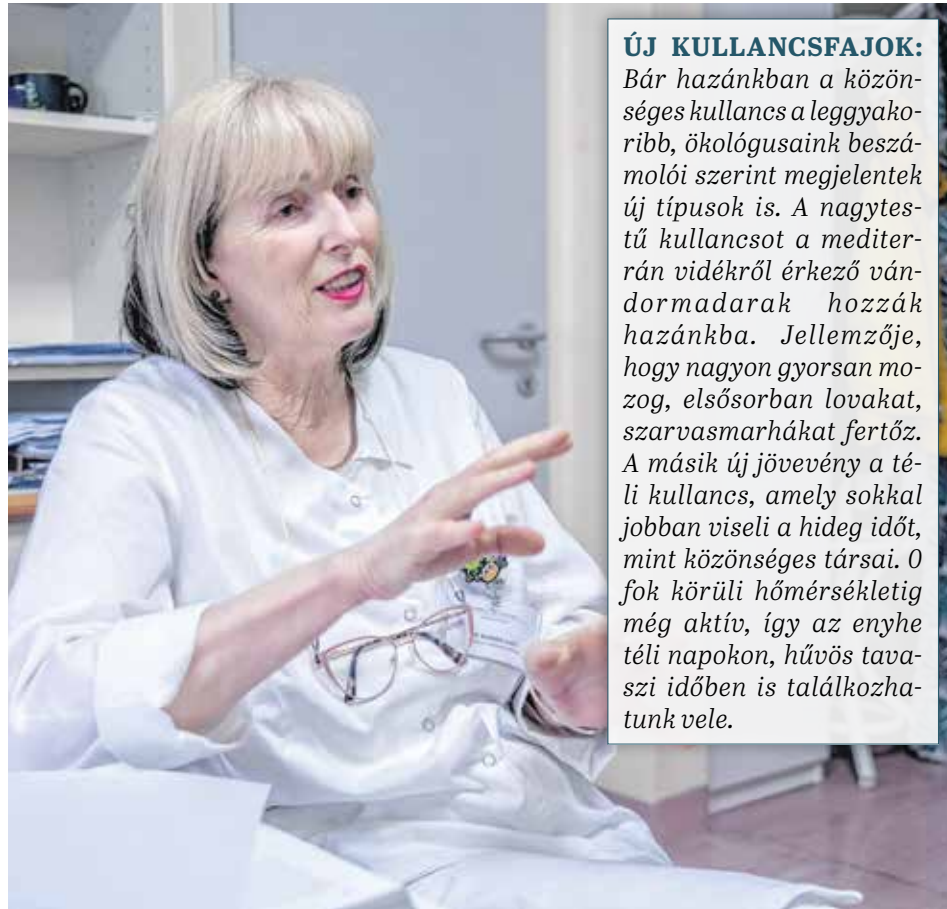 ÚJ KULLANCSFAJOK:
Bár hazánkban a közön-
séges kullancs a leggyako-
ribb, ökológusaink beszá-
molói szerint megjelentek
új típusok is. A nagytes-
tű kullancsot a mediter-
rán vidékről érkező ván-
dormadarak hozzák
hazánkba. Jellemzője,
hogy nagyon gyorsan mo-
zog, elsősorban lovakat,
szarvasmarhákat fertőz.
A másik új jövevény a té-
li kullancs, amely sokkal
jobban viseli a hideg időt,
mint közönséges társai. 0
fok körüli hőmérsékletig
még aktív, így az enyhe
téli napokon, hűvös tava-
szi időben is találkozha-
tunk vele.